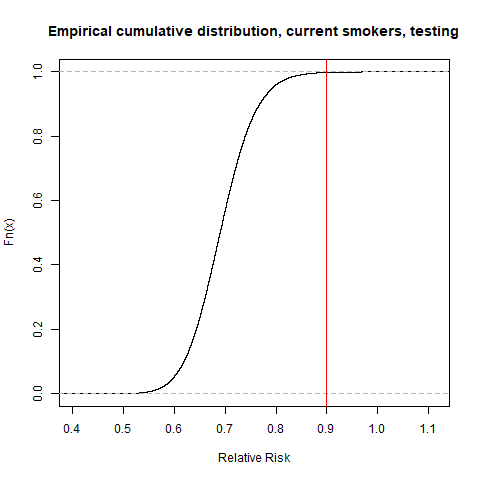 Empirical cumulative distribution, current smokers, testing
Fn(x)
1.0
0.8
0.6
0.4
0.2
0.0
0.4 0.5 0.6 0.7 0.8 0.9 1.0 1.1
Relative Risk